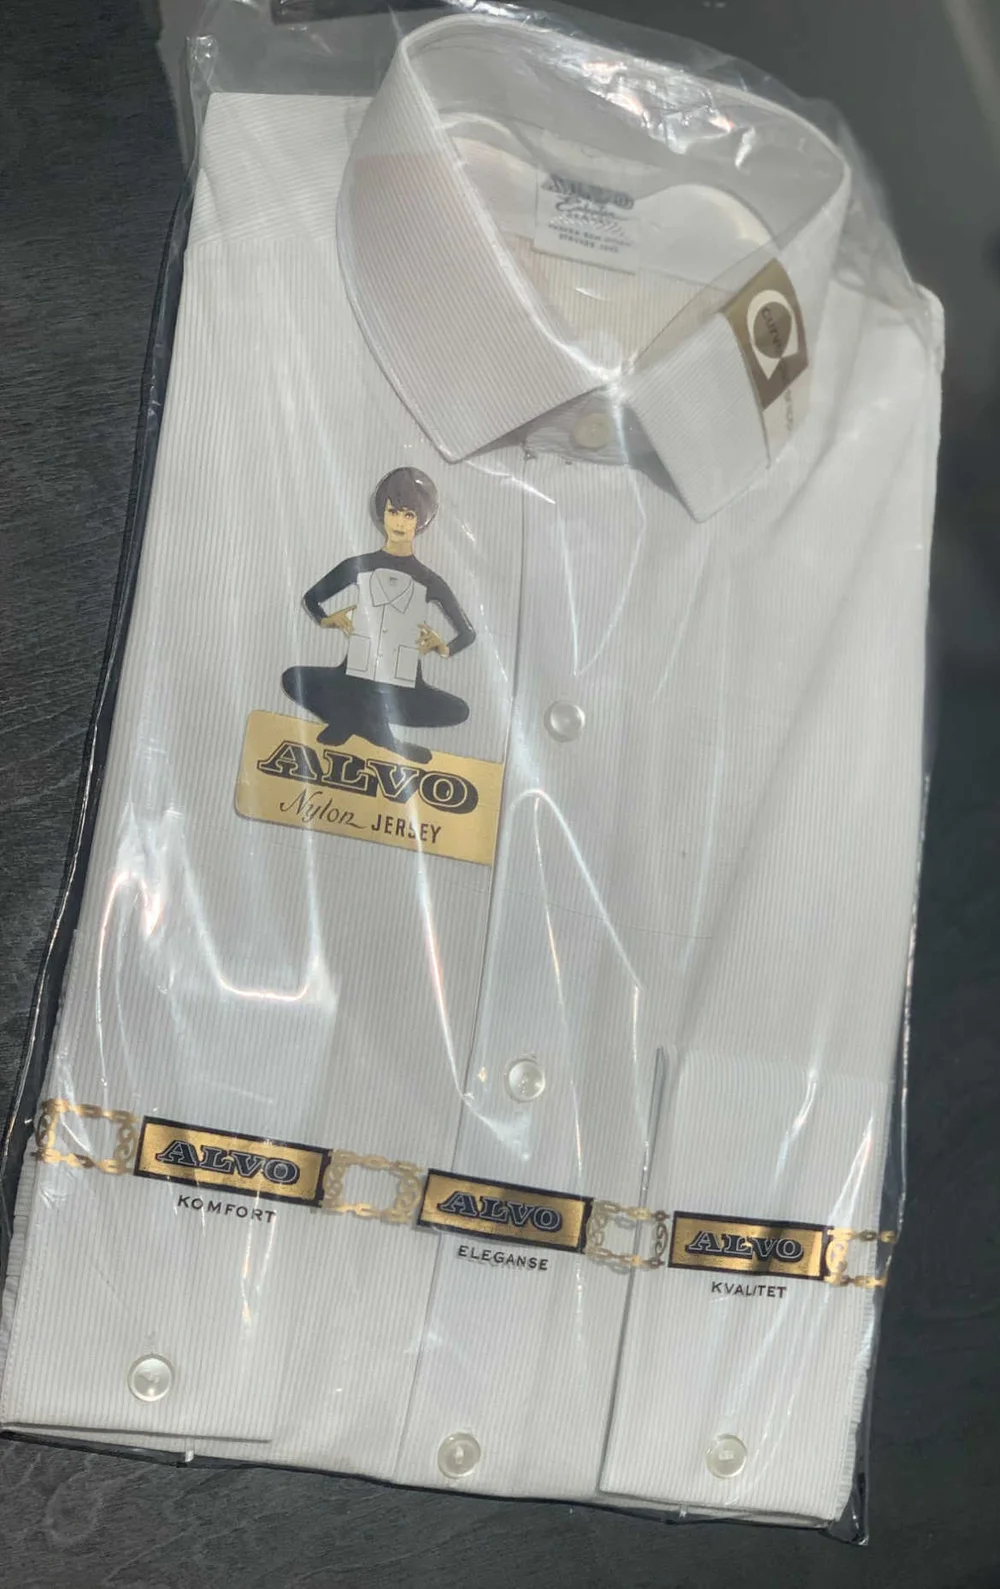 ALVO
Nylon JERSEY
ALVO
KOMFORT
ALVO
ELEGANSE
ALVO
KVALITET